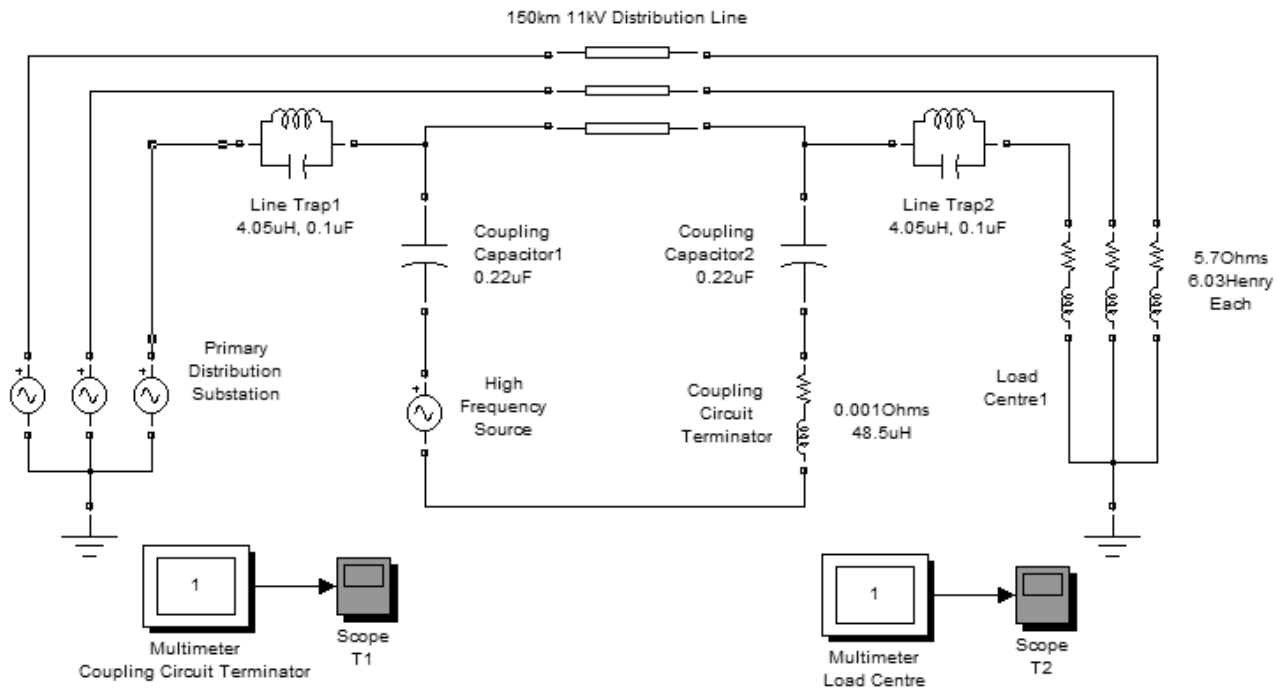 150km 11kV Distribution Line
Line Trap1
4.05uH, 0.1uF
Line Trap2
4.05uH, 0.1uF
Coupling
Capacitor1
0.22uF
Coupling
Capacitor2
0.22uF
5.7Ohms
6.03Henry
Each
Primary
Distribution
Substation
+
+
+
High
Frequency
Source
+
Coupling
Circuit
Terminator
0.001Ohms
48.5uH
Load
Centre1
1
Multimeter
Coupling Circuit Terminator
Scope
T1
1
Multimeter
Load Centre
Scope
T2